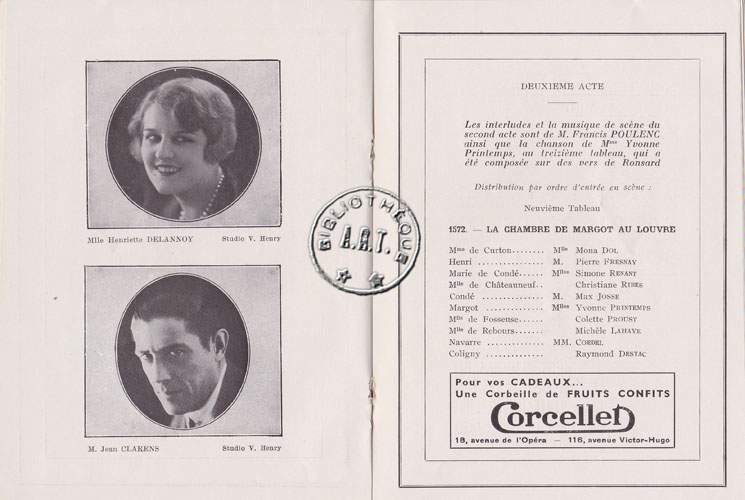 Mlle Henriette DELANNOY Studio V. Henry
M. Jean CLARENS Studio V. Henry
BIBLIOTHÈQUE
A.R.T.
DEUXIEME ACTE
Les interludes et la musique de scène du
second acte sont de M. Francis POULENC
ainsi que la chanson de Mme Yvonne
Printemps, au treizième tableau, qui a
été composée sur des vers de Ronsard
Distribution par ordre d'entrée en scène :
Neuvième Tableau
1572. — LA CHAMBRE DE MARGOT AU LOUVRE
Mme de Curton........ Mlle Mona DOL
Henri .............. M. Pierre FRESNAY
Marie de Condé...... Mlles Simone RENANT
Mlle de Châteauneuf.. Christiane RIBES
Condé .............. M. Max JOSSE
Margot ............. Mlles Yvonne PRINTEMPS
Mlle de Fosseuse...... Colette PROUSY
Mlle de Rebours....... Michèle LAHAYE
Navarre ............ MM. COEDEL
Coligny ............. Raymond DESTAC
Pour vos CADEAUX...
Une Corbeille de FRUITS CONFITS
Corcellet
18, avenue de l'Opéra — 116, avenue Victor-Hugo